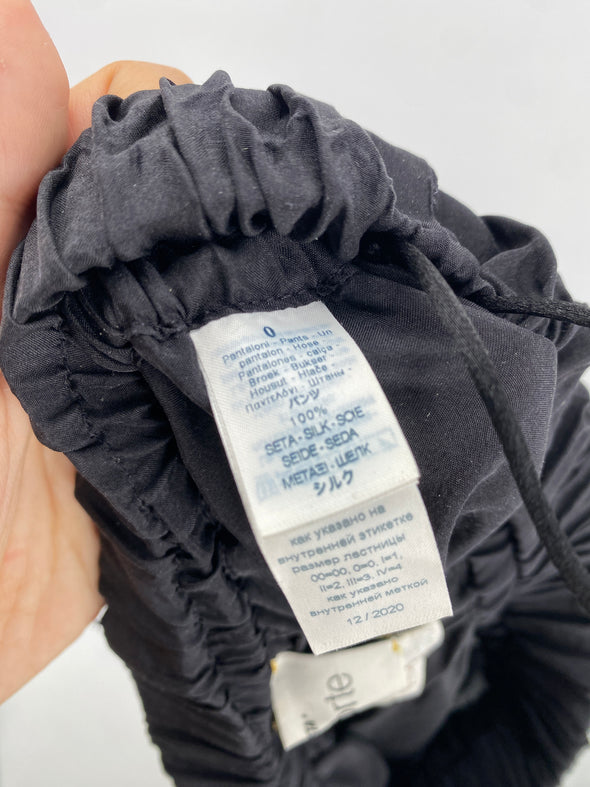 0
Pantaloni - Pants - Un
pantalon - Hose
Pantalones - calça -
Broek - Bukser -
Housut - Hlače -
Παντελόνι - Штаны -
パンツ
100%
SETA - SILK - SOIE
SEIDE - SEDA
ΜΕΤΑΞΙ - ШЕЛК
シルク
как указано на
внутренней этикетке
размер лестницы
00=00, 0=0, I=1,
II=2, III=3, IV=4
как указано
внутренней меткой
12 / 2020